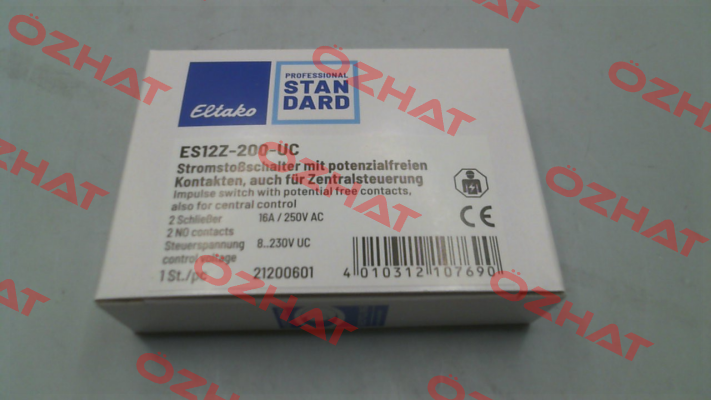 Eltako
PROFESSIONAL
STAN
DARD
ES12Z-200-UC
Stromstoßschalter mit potenzialfreien
Kontakten, auch für Zentralsteuerung
Impulse switch with potential free contacts,
also for central control
2 Schließer 16A / 250V AC
2 NO contacts
Steuerspannung 8..230V UC
control voltage
1 St./pc 21200601
4 010312 107690
CE
ÖZHAT
ÖZHAT
ÖZHAT
ÖZHAT
ÖZHAT
ÖZHAT
ÖZHAT
ÖZHAT
ÖZHAT